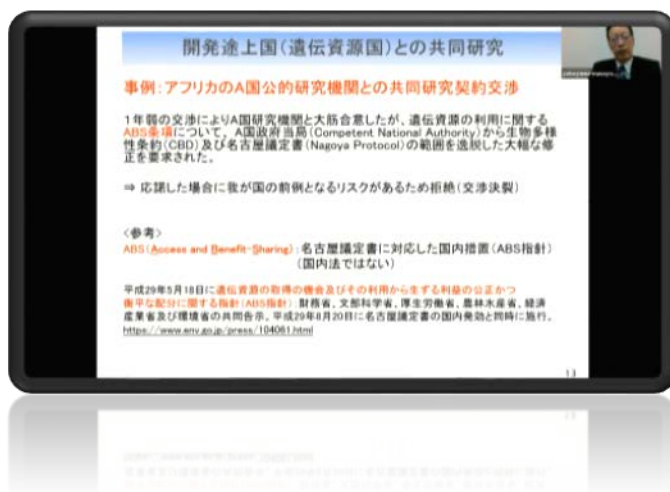 開発途上国(遺伝資源国)との共同研究
事例:アフリカのA国公的研究機関との共同研究契約交渉
1年弱の交渉によりA国研究機関と大筋合意したが、遺伝資源の利用に関する
ABS条項について、A国政府当局(Competent National Authority)から生物多様
性条約(CBD)及び名古屋議定書(Nagoya Protocol)の範囲を逸脱した大幅な修
正を要求された。
⇒ 応諾した場合に我が国の前例となるリスクがあるため拒絶(交渉決裂)
<参考>
ABS(Access and Benefit-Sharing):名古屋議定書に対応した国内措置(ABS指針)
(国内法ではない)
平成29年5月18日に遺伝資源の取得の機会及びその利用から生ずる利益の公正かつ
衡平な配分に関する指針(ABS指針) 財務省、文部科学省、厚生労働省、農林水産省、経済
産業省及び環境省の共同告示。平成29年8月20日に名古屋議定書の国内発効と同時に施行。
https://www.env.go.jp/press/104061.html
13